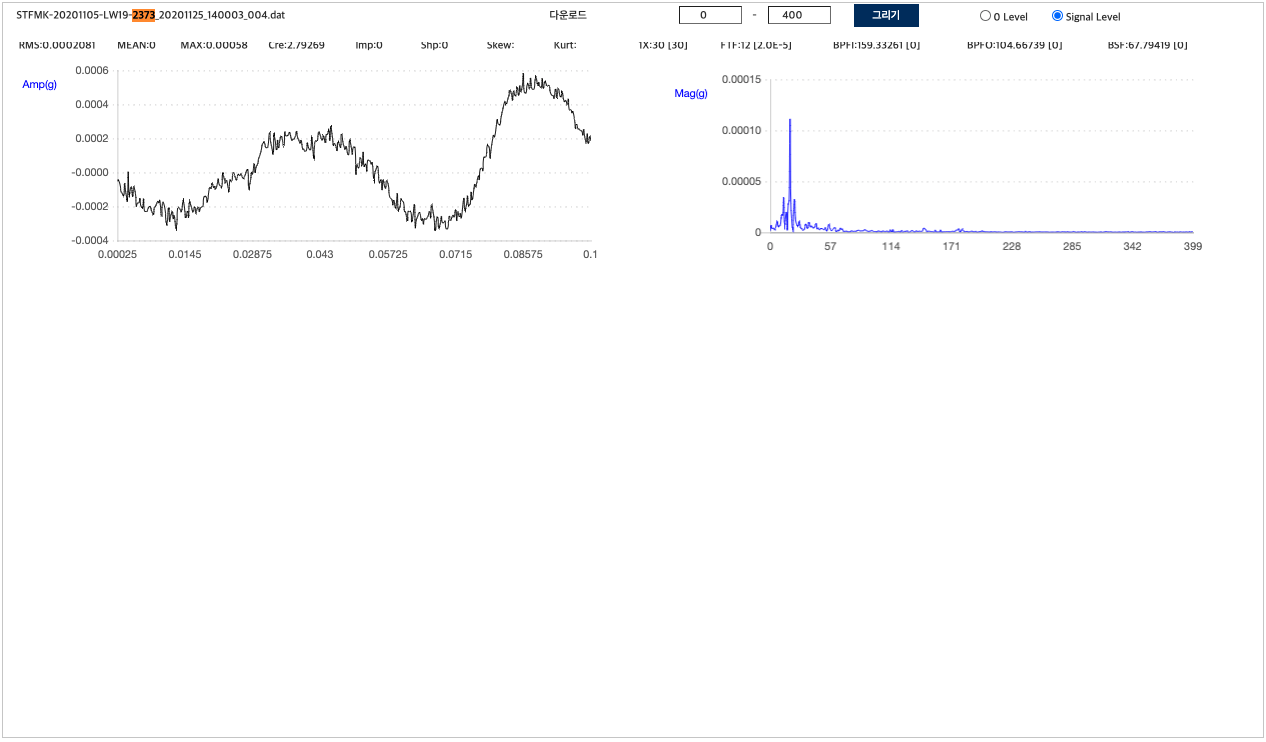 STFMK-20201105-LW19-2373_20201125_140003_004.dat 다운로드 0 - 400 그리기 0 Level Signal Level
RMS:0.0002081 MEAN:0 MAX:0.00058 Cre:2.79269 Imp:0 Shp:0 Skew: Kurt: 1X:30 [30] FTF:12 [2.0E-5] BPFI:159.33261 [0] BPFO:104.66739 [0] BSF:67.79419 [0]
Amp(g)
0.0006
0.0004
0.0002
-0.0000
-0.0002
-0.0004
0.00025 0.0145 0.02875 0.043 0.05725 0.0715 0.08575 0.1
Mag(g)
0.00015
0.00010
0.00005
0
0 57 114 171 228 285 342 399